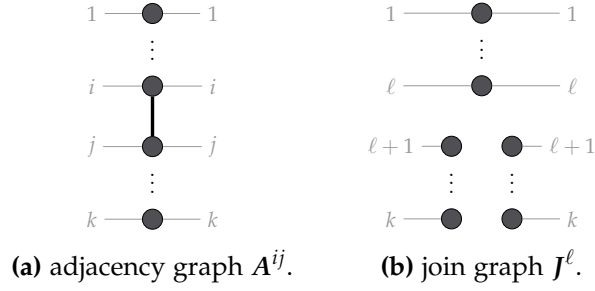 1 1 1 1
⋮ ⋮
i i ℓ ℓ
j j ℓ + 1 ℓ + 1
⋮ ⋮ ⋮
k k k k
(a) adjacency graph A^{ij}. (b) join graph J^ℓ.